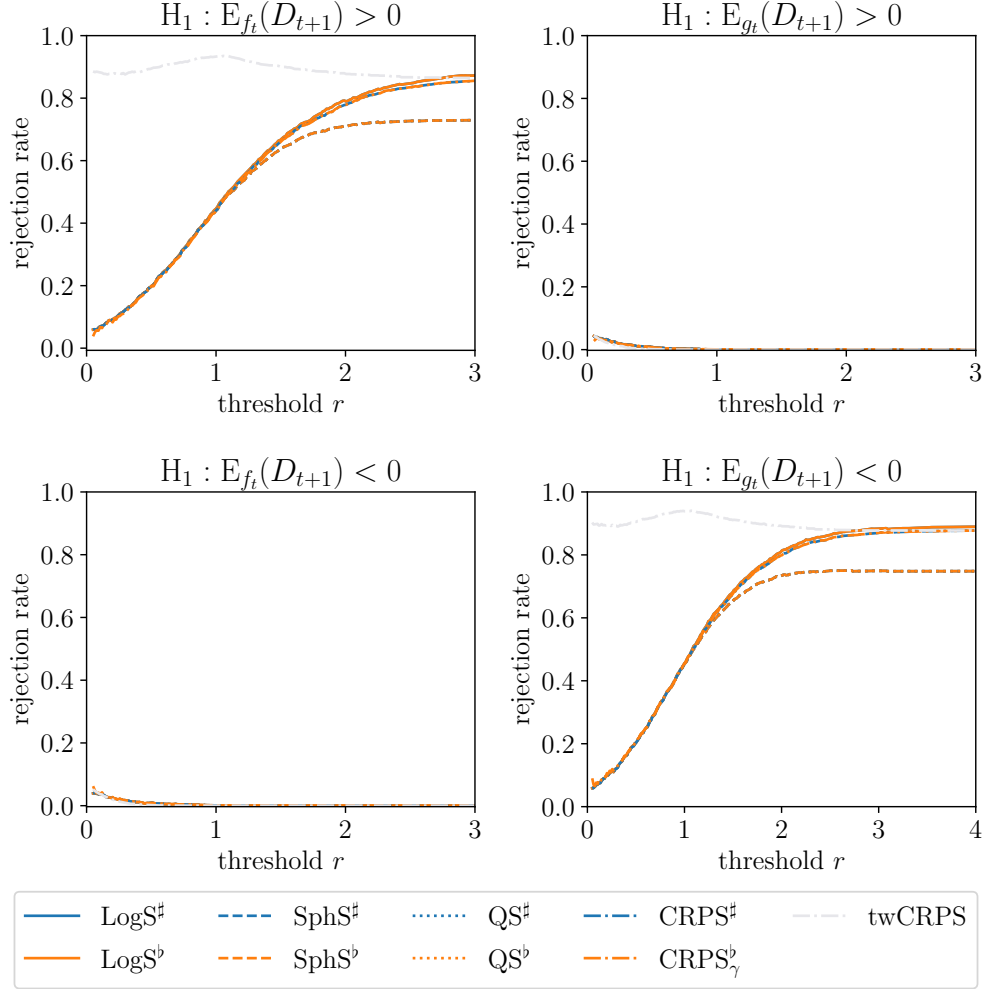 H₁ : E_{f_t}(D_{t+1}) > 0
1.0
0.8
0.6
0.4
0.2
0.0
rejection rate
0 1 2 3
threshold r
H₁ : E_{g_t}(D_{t+1}) > 0
1.0
0.8
0.6
0.4
0.2
0.0
rejection rate
0 1 2 3
threshold r
H₁ : E_{f_t}(D_{t+1}) < 0
1.0
0.8
0.6
0.4
0.2
0.0
rejection rate
0 1 2 3
threshold r
H₁ : E_{g_t}(D_{t+1}) < 0
1.0
0.8
0.6
0.4
0.2
0.0
rejection rate
0 1 2 3 4
threshold r
LogS♯ SphS♯ QS♯ CRPS♯ twCRPS
LogS♭ SphS♭ QS♭ CRPS♭_γ